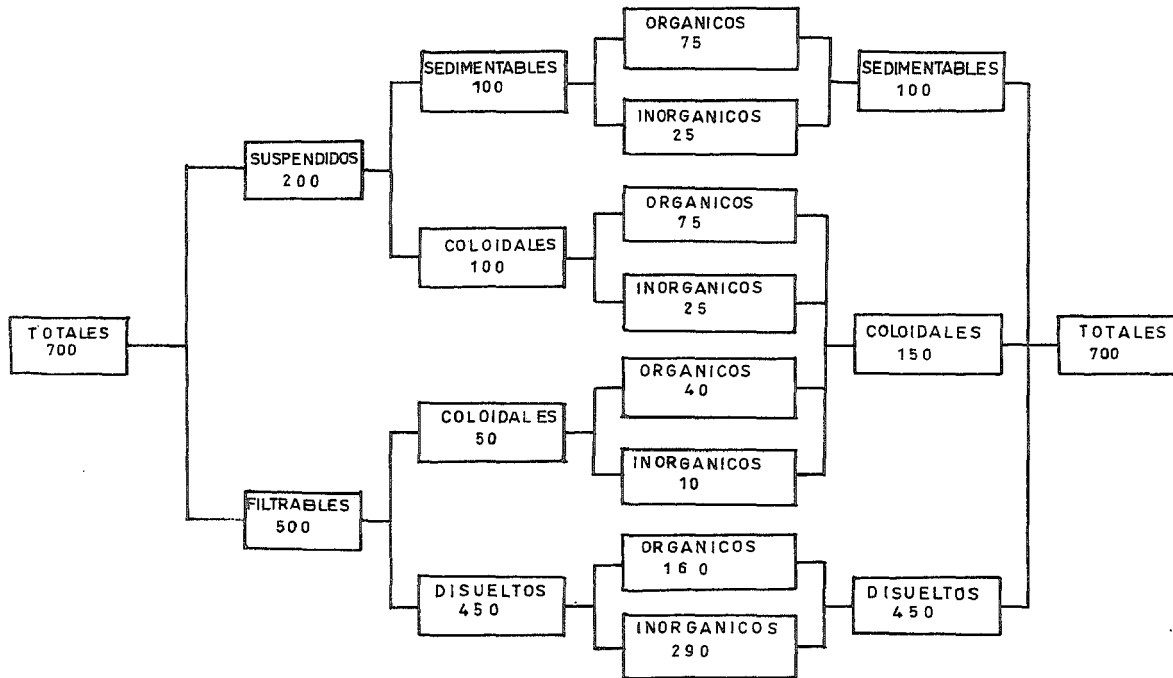 TOTALES
700
SUSPENDIDOS
200
FILTRABLES
500
SEDIMENTABLES
100
COLOIDALES
100
COLOIDALES
50
DISUELTOS
450
ORGANICOS
75
INORGANICOS
25
ORGANICOS
75
INORGANICOS
25
ORGANICOS
40
INORGANICOS
10
ORGANICOS
160
INORGANICOS
290
SEDIMENTABLES
100
COLOIDALES
150
DISUELTOS
450
TOTALES
700